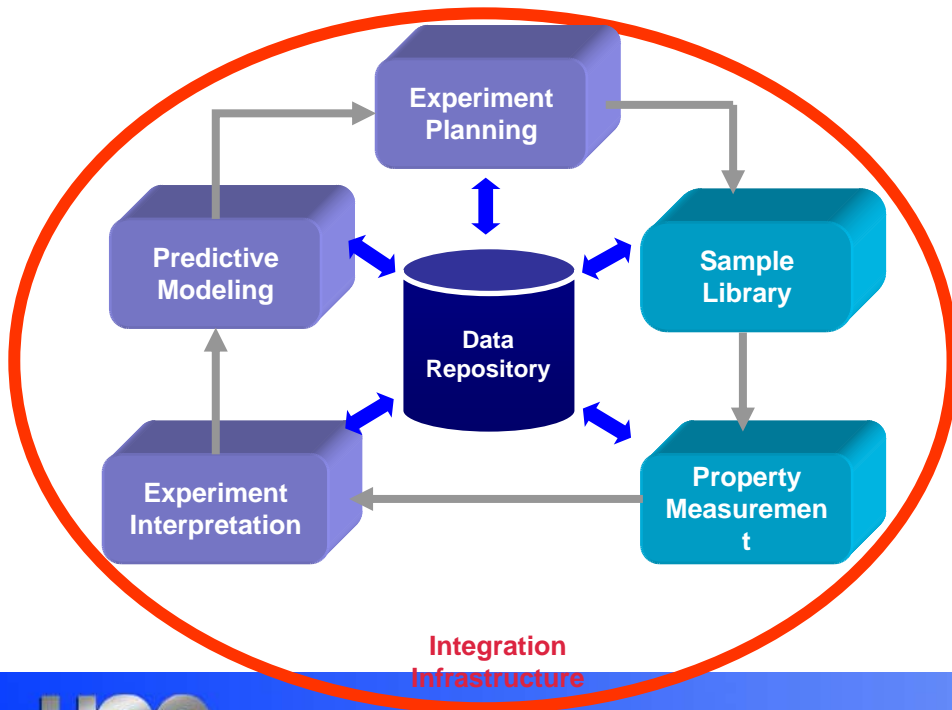 Experiment
Planning
Predictive
Modeling
Sample
Library
Data
Repository
Experiment
Interpretation
Property
Measuremen
t
Integration
Infrastructure